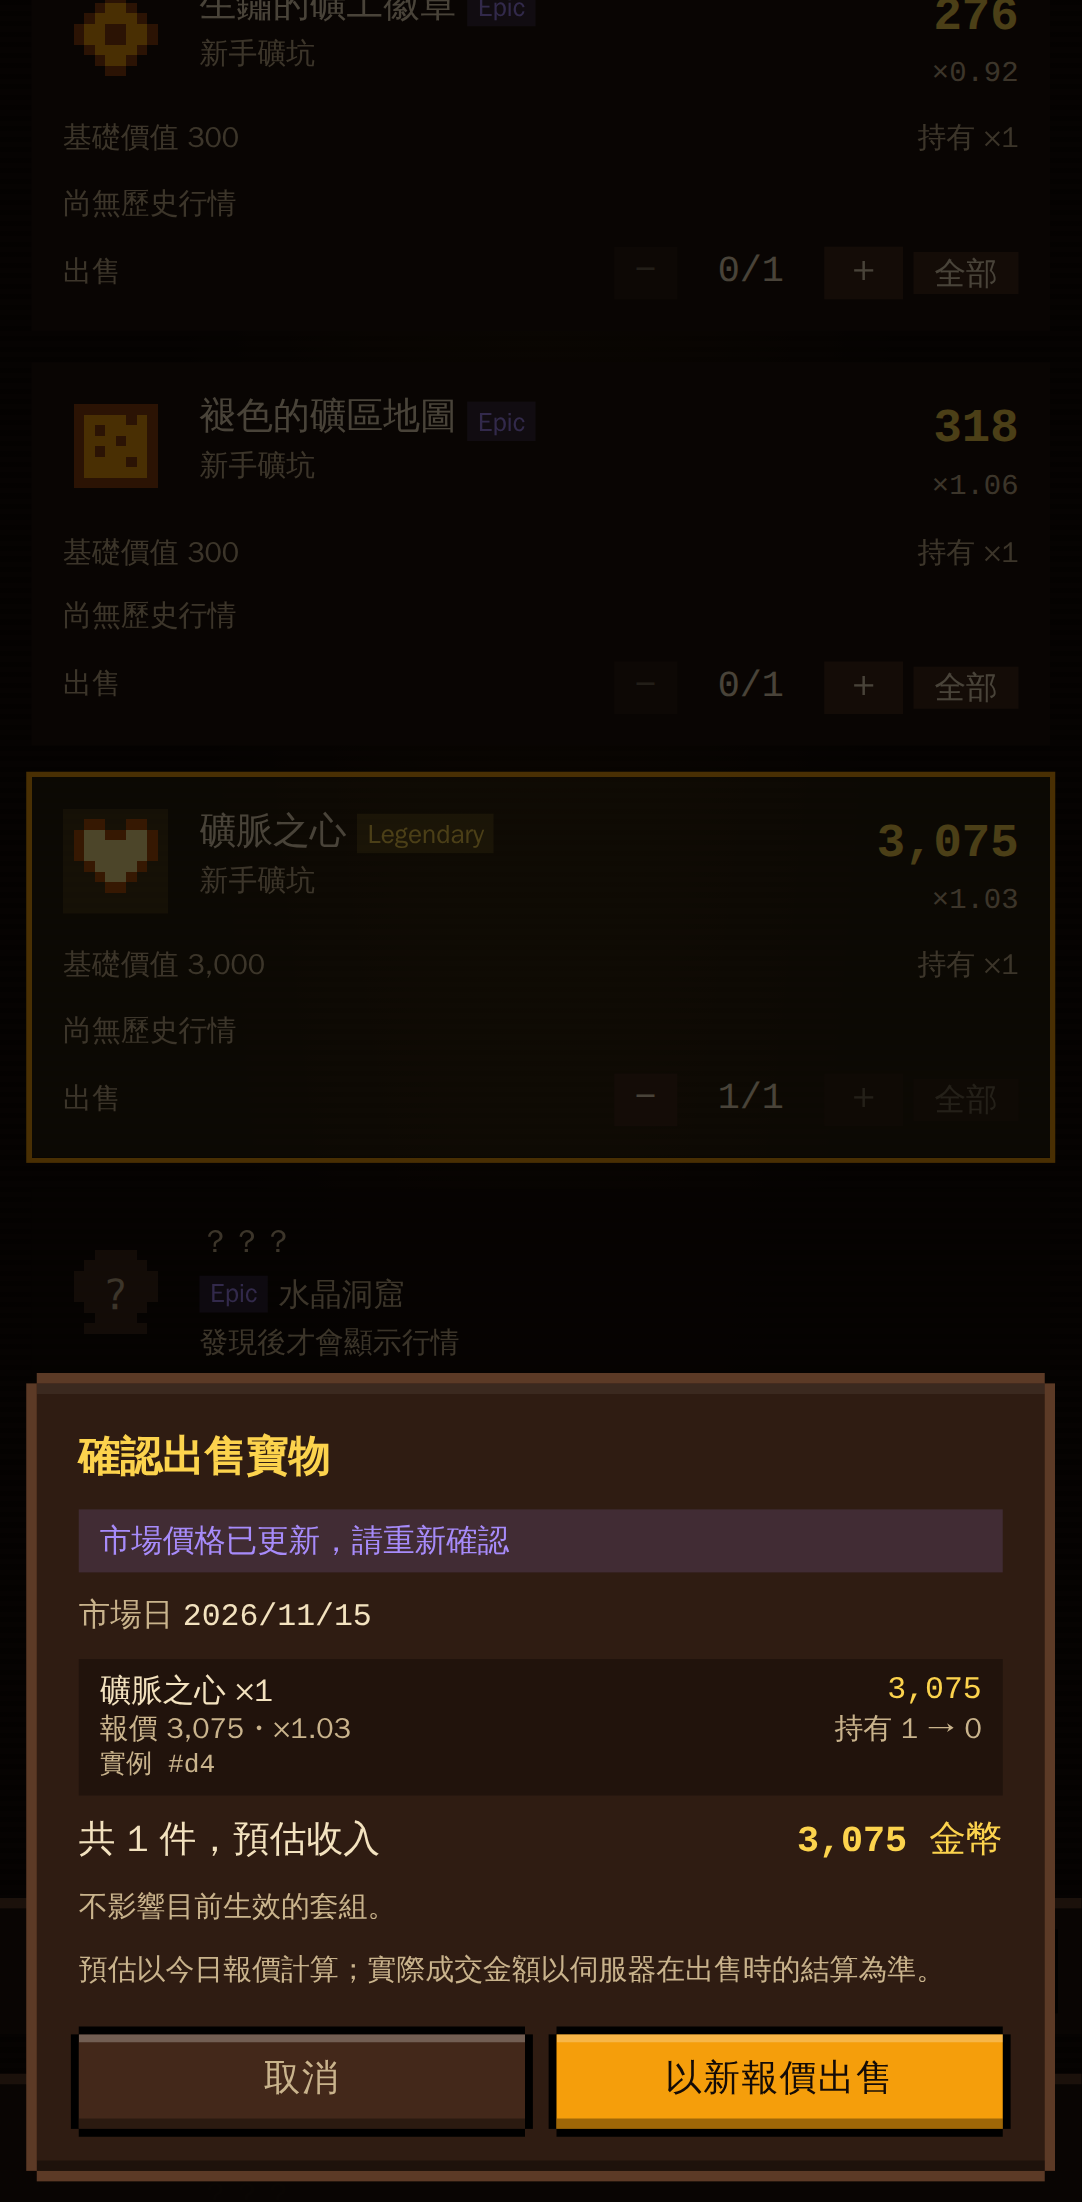 生鏽的礦工徽章 Epic 276
新手礦坑 ×0.92
基礎價值 300 持有 ×1
尚無歷史行情
出售 − 0/1 + 全部
褪色的礦區地圖 Epic 318
新手礦坑 ×1.06
基礎價值 300 持有 ×1
尚無歷史行情
出售 − 0/1 + 全部
礦脈之心 Legendary 3,075
新手礦坑 ×1.03
基礎價值 3,000 持有 ×1
尚無歷史行情
出售 − 1/1 + 全部
？？？
? Epic 水晶洞窟
發現後才會顯示行情
確認出售寶物
市場價格已更新，請重新確認
市場日 2026/11/15
礦脈之心 ×1 3,075
報價 3,075・×1.03 持有 1 → 0
實例 #d4
共 1 件，預估收入 3,075 金幣
不影響目前生效的套組。
預估以今日報價計算；實際成交金額以伺服器在出售時的結算為準。
取消 以新報價出售